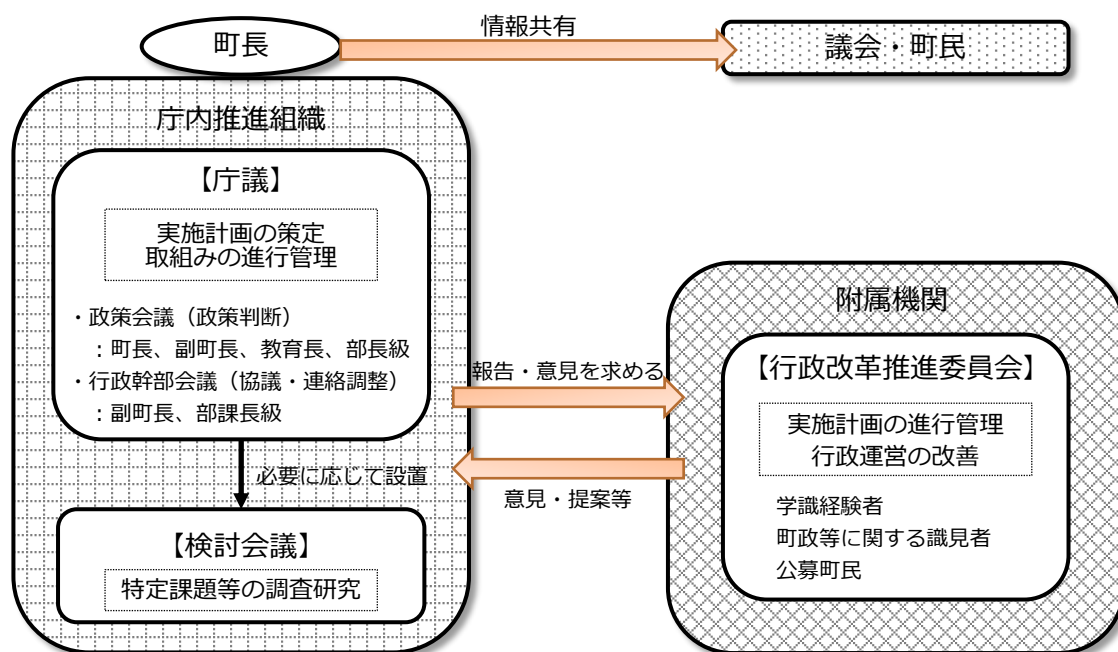 町長
情報共有
議会・町民
庁内推進組織
【庁議】
実施計画の策定
取組みの進行管理
・政策会議（政策判断）
：町長、副町長、教育長、部長級
・行政幹部会議（協議・連絡調整）
：副町長、部課長級
必要に応じて設置
【検討会議】
特定課題等の調査研究
報告・意見を求める
意見・提案等
附属機関
【行政改革推進委員会】
実施計画の進行管理
行政運営の改善
学識経験者
町政等に関する識見者
公募町民